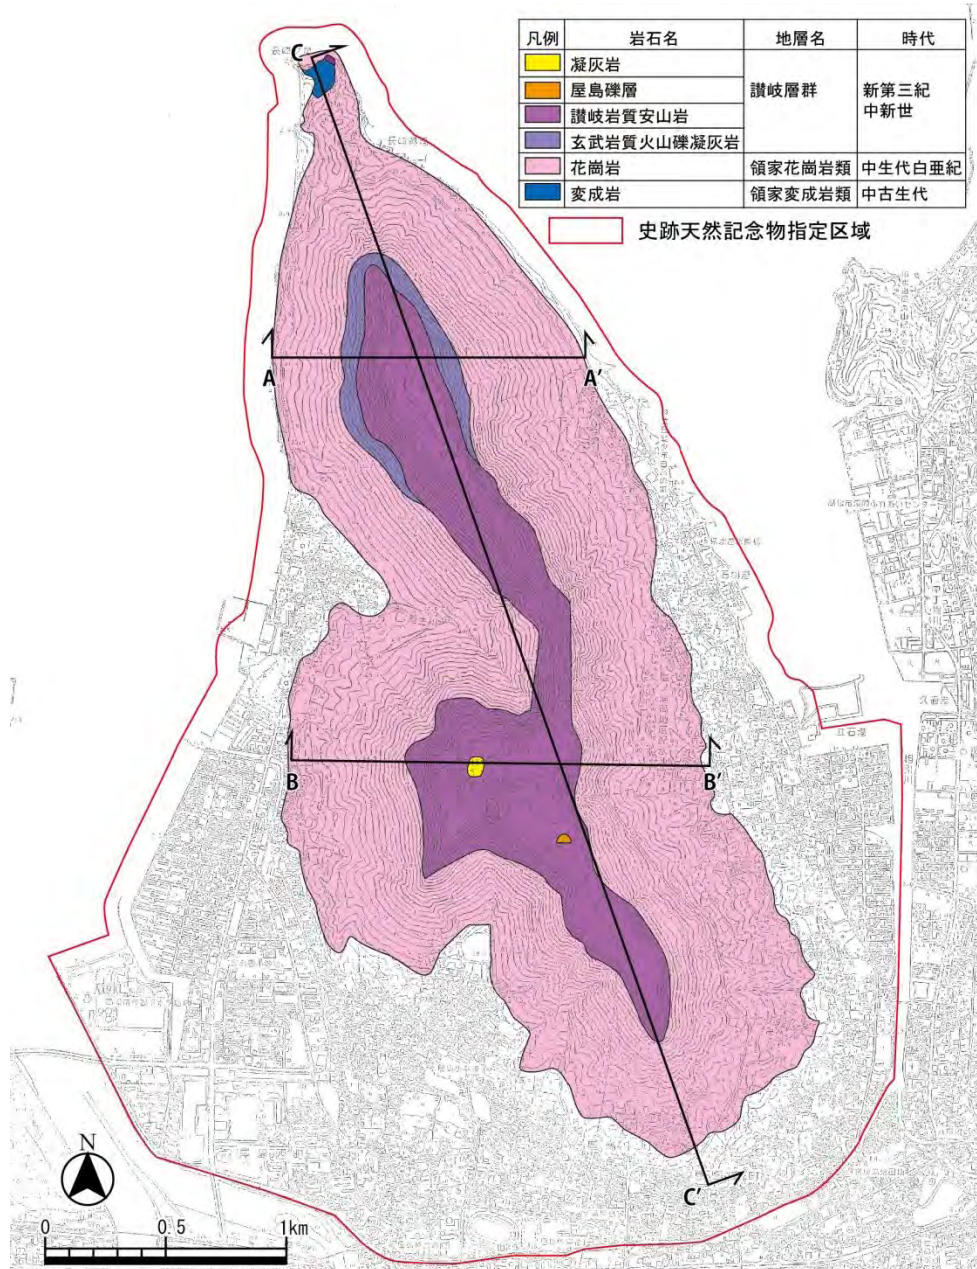 凡例 岩石名 地層名 時代
凝灰岩
屋島礫層
讃岐岩質安山岩
玄武岩質火山礫凝灰岩
讃岐層群
新第三紀
中新世
花崗岩 領家花崗岩類 中生代白亜紀
変成岩 領家変成岩類 中古生代
史跡天然記念物指定区域
C
A
A'
B
B'
C'
N
0 0.5 1km